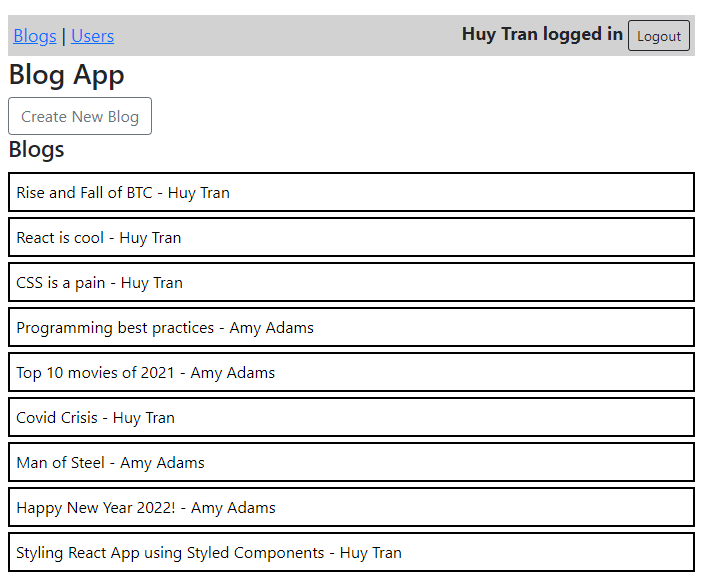 Blogs | Users Huy Tran logged in Logout
Blog App
Create New Blog
Blogs
Rise and Fall of BTC - Huy Tran
React is cool - Huy Tran
CSS is a pain - Huy Tran
Programming best practices - Amy Adams
Top 10 movies of 2021 - Amy Adams
Covid Crisis - Huy Tran
Man of Steel - Amy Adams
Happy New Year 2022! - Amy Adams
Styling React App using Styled Components - Huy Tran